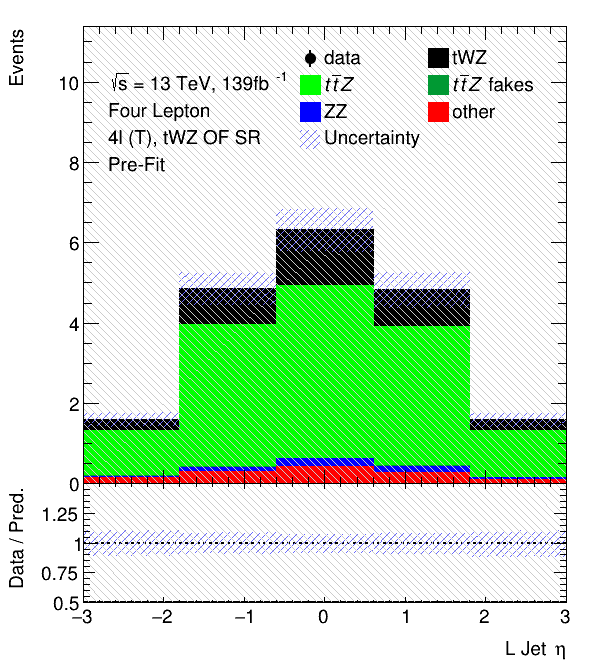 Events
√s = 13 TeV, 139fb⁻¹
Four Lepton
4l (T), tWZ OF SR
Pre-Fit
data
tWZ
tt̄Z
tt̄Z fakes
ZZ
other
Uncertainty
10
8
6
4
2
0
Data / Pred.
1.25
1
0.75
0.5
−3 −2 −1 0 1 2 3
L Jet η